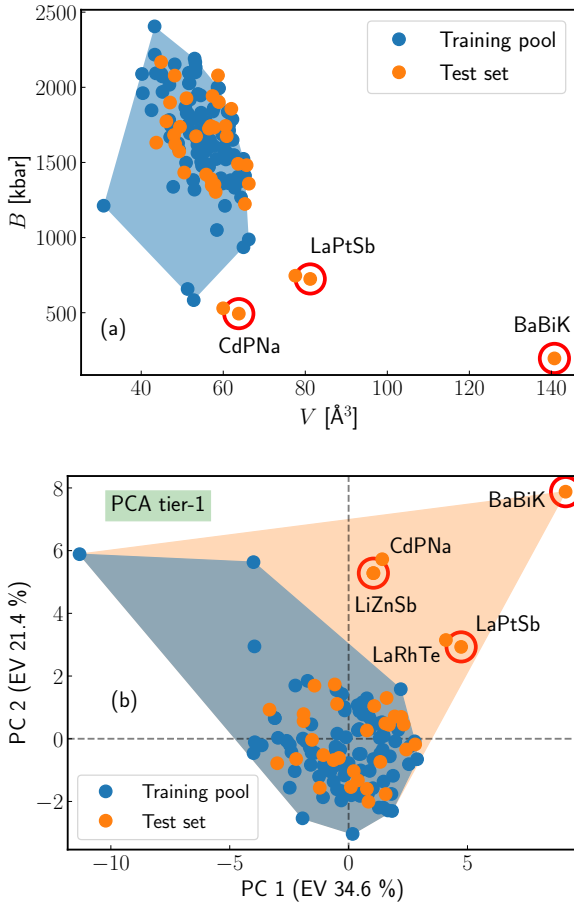 2500
2000
1500
1000
500
B [kbar]
Training pool
Test set
LaPtSb
CdPNa
BaBiK
(a)
40 60 80 100 120 140
V [Å³]
8
6
4
2
0
−2
PC 2 (EV 21.4 %)
PCA tier-1
BaBiK
CdPNa
LiZnSb
LaPtSb
LaRhTe
(b)
Training pool
Test set
−10 −5 0 5
PC 1 (EV 34.6 %)